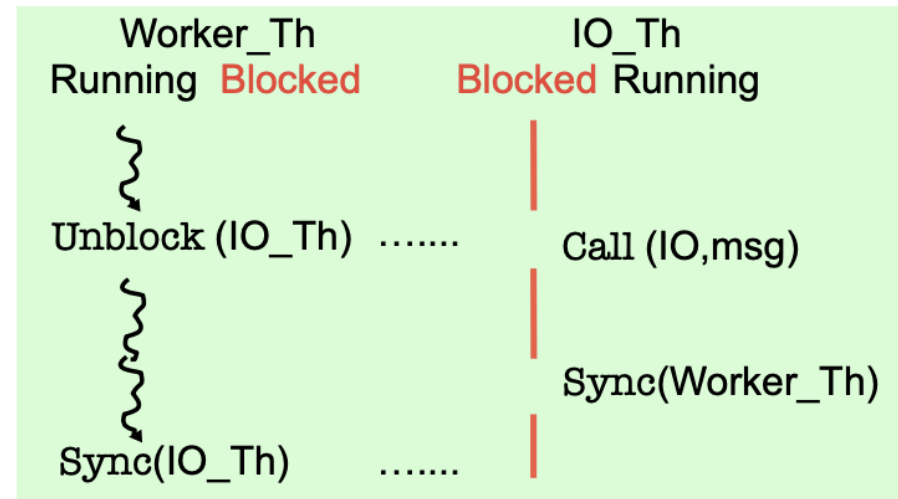 Worker_Th IO_Th
Running Blocked Blocked Running
Unblock (IO_Th) ....... Call (IO,msg)
Sync(Worker_Th)
Sync(IO_Th) .......